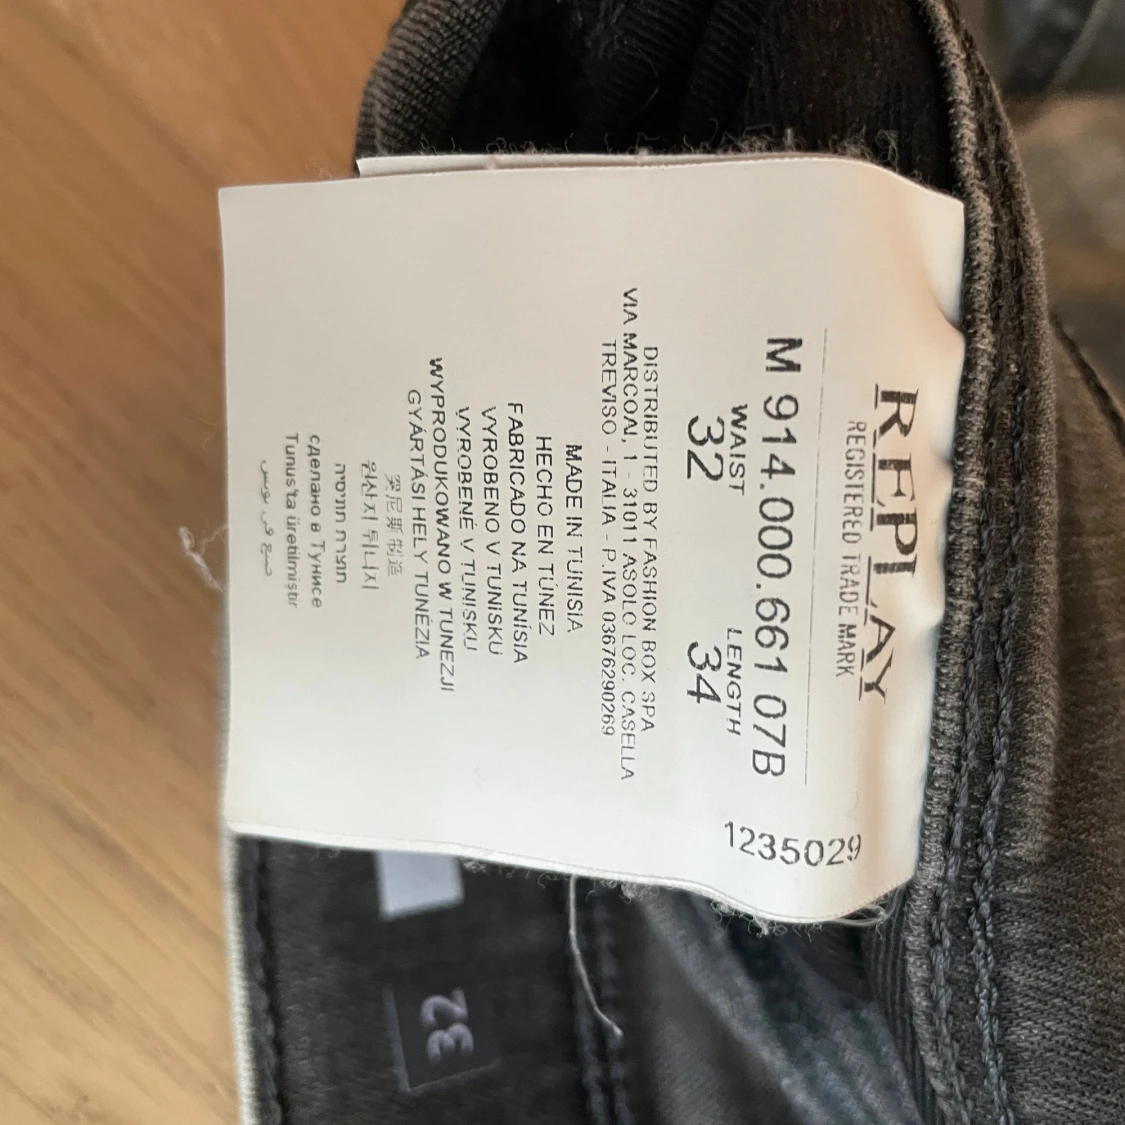 REPLAY
REGISTERED TRADE MARK
M 914.000.661 07B
WAIST LENGTH
32 34
1235029
DISTRIBUTED BY FASHION BOX SPA
VIA MARCONI, 1 - 31011 ASOLO LOC. CASELLA
TREVISO - ITALIA - P.IVA 03676290269
MADE IN TUNISIA
HECHO EN TÚNEZ
FABRICADO NA TUNÍSIA
VYROBENO V TUNISKU
VYROBENÉ V TUNISKU
WYPRODUKOWANO W TUNEZJI
GYÁRTÁSI HELY TUNÉZIA
突尼斯制造
원산지 튀니지
תוצרת תוניסיה
сделано в Тунисе
Tunus'ta üretilmiştir
صنع في تونس
32